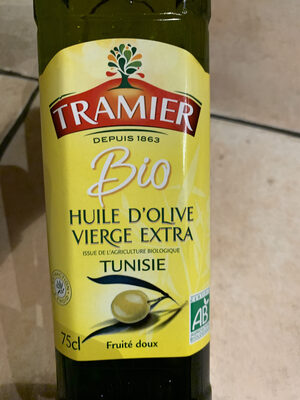 TRAMIER
DEPUIS 1863
Bio
HUILE D'OLIVE
VIERGE EXTRA
ISSUE DE L'AGRICULTURE BIOLOGIQUE
TUNISIE
75cl
Fruité doux
AB